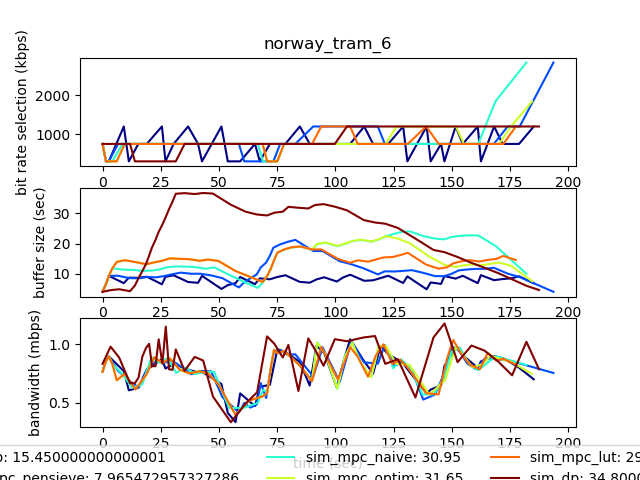 norway_tram_6
bit rate selection (kbps)
2000
1000
0 25 50 75 100 125 150 175 200
buffer size (sec)
30
20
10
0 25 50 75 100 125 150 175 200
bandwidth (mbps)
1.0
0.5
0 25 50 75 100 125 150 175 200
time (sec)
: 15.450000000000001 sim_mpc_naive: 30.95 sim_mpc_lut: 29
pensieve: 7.965472957327286 sim_mpc_optim: 31.65 sim_dp: 34.8000